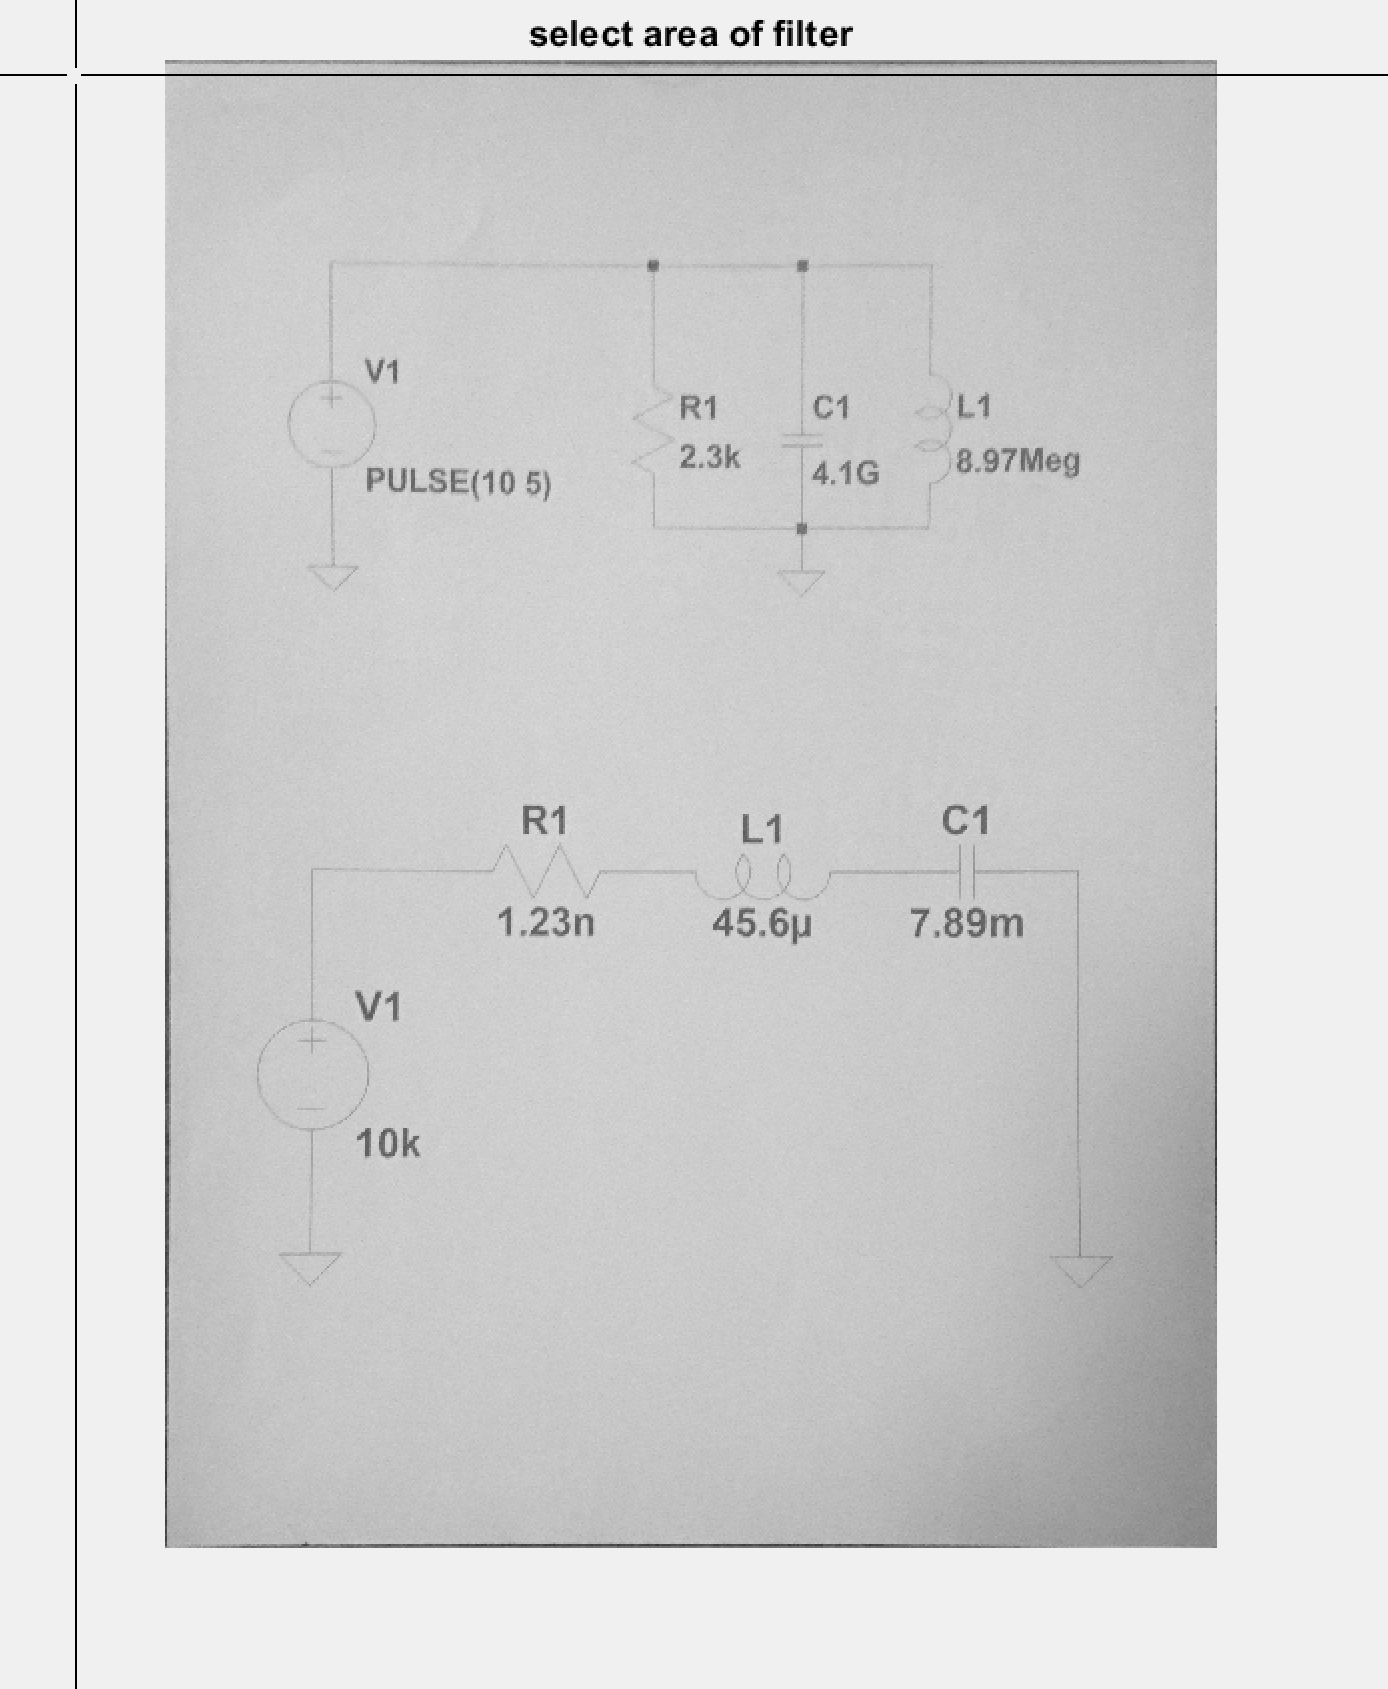 select area of filter
V1
PULSE(10 5)
R1
2.3k
C1
4.1G
L1
8.97Meg
R1
1.23n
L1
45.6µ
C1
7.89m
V1
10k